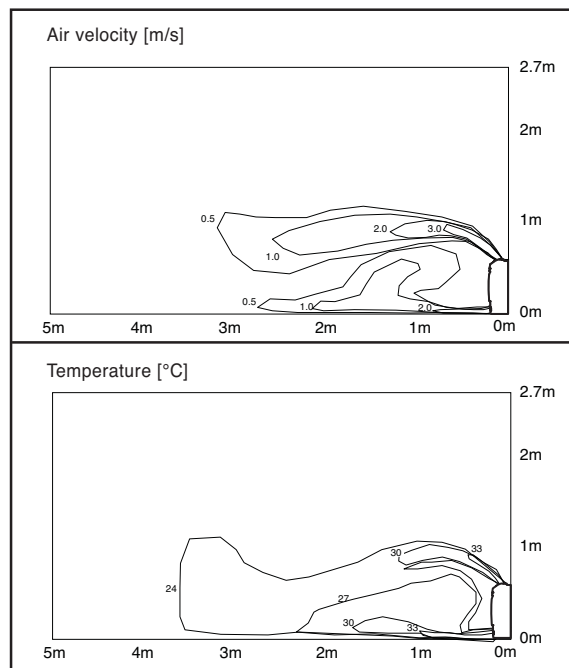 Air velocity [m/s]
2.7m
2m
1m
0m
0.5
2.0
3.0
1.0
0.5
1.0
2.0
5m 4m 3m 2m 1m
Temperature [°C]
2.7m
2m
1m
0m
30
33
24
27
30
33
5m 4m 3m 2m 1m 0m